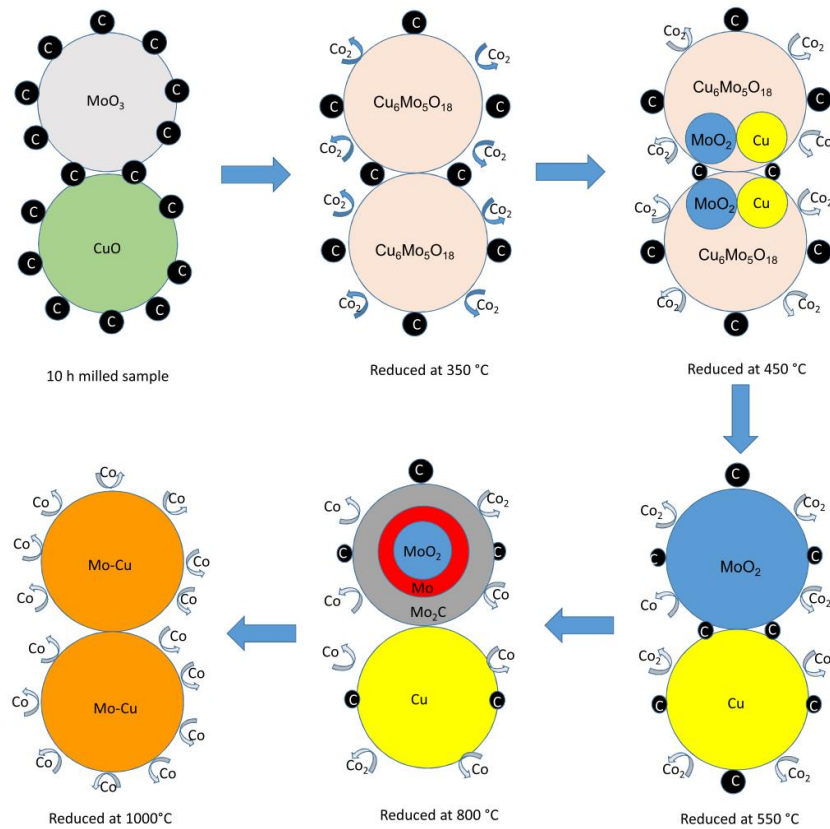 C
C
C
C
C
C
MoO₃
C
C
C
C
C
C
CuO
C
C
C
C
C
10 h milled sample
Co₂
Co₂
Cu₆Mo₅O₁₈
C
C
Co₂
Co₂
C
C
Co₂
Co₂
Cu₆Mo₅O₁₈
C
C
Co₂
Co₂
C
Reduced at 350 °C
Co₂
Co₂
Cu₆Mo₅O₁₈
C
C
MoO₂
Cu
Co₂
Co₂
C
C
MoO₂
Cu
Co₂
Co₂
C
C
Cu₆Mo₅O₁₈
Co₂
Co₂
C
Reduced at 450 °C
Co
Co
Co
Co
Co
Mo-Cu
Co
Co
Co
Co
Co
Co
Mo-Cu
Co
Co
Co
Co
Reduced at 1000°C
C
Co
Co₂
C
C
MoO₂
Mo
Co
Co
Mo₂C
Co
Co
C
C
Cu
Co₂
Co
Reduced at 800 °C
C
Co₂
Co₂
C
C
MoO₂
Co₂
Co₂
C
C
Co₂
Co
C
C
Cu
Co₂
Co₂
C
Reduced at 550 °C